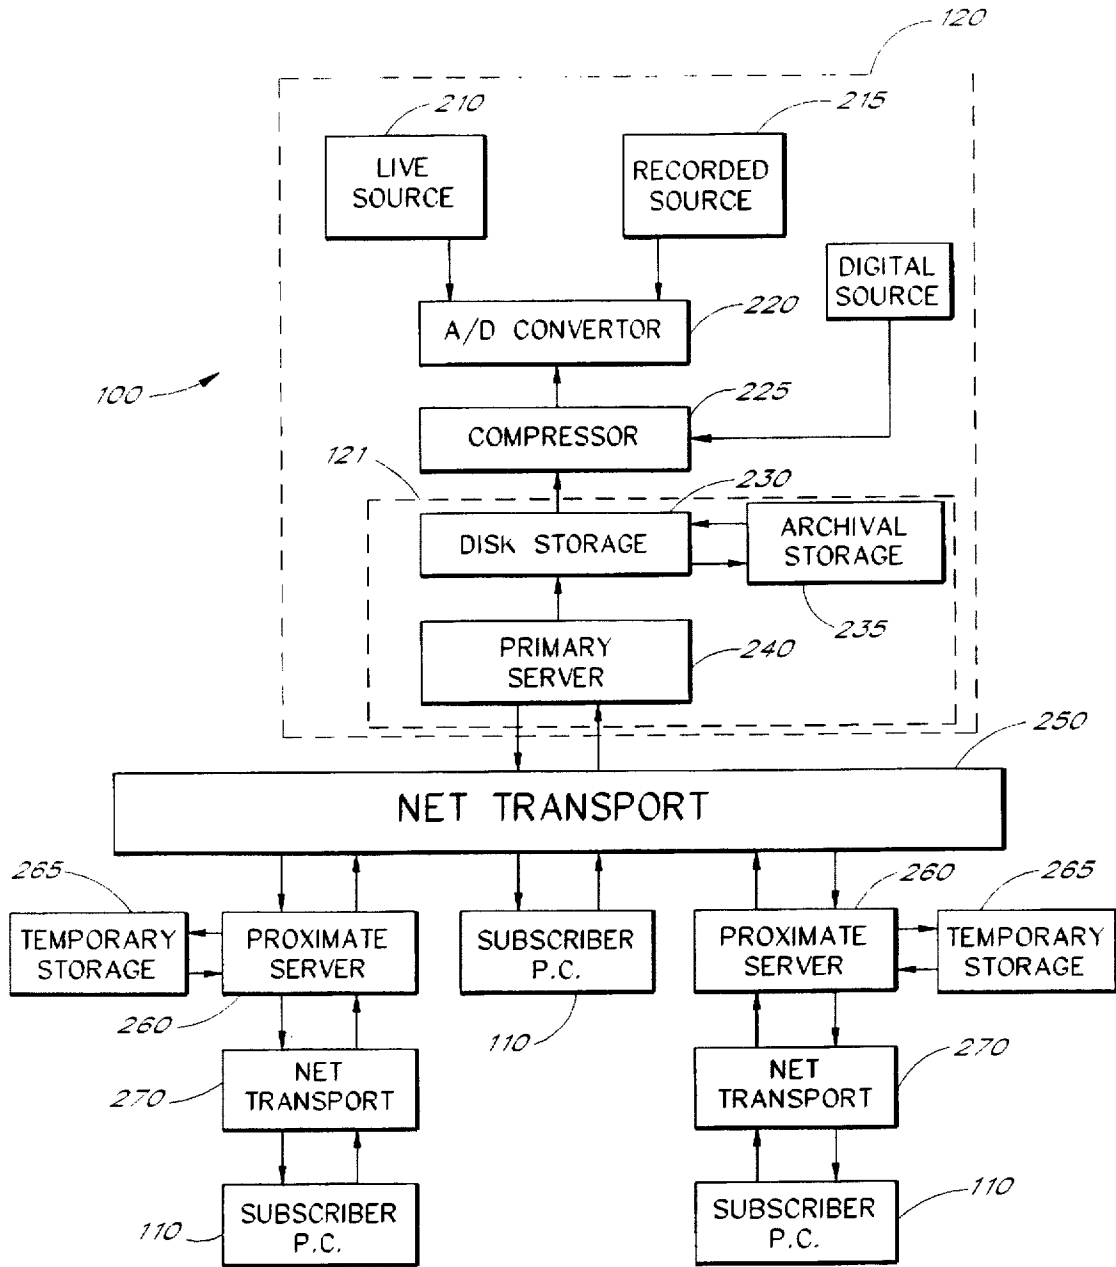 120
210
215
LIVE
SOURCE
RECORDED
SOURCE
DIGITAL
SOURCE
220
A/D CONVERTOR
100
225
COMPRESSOR
121
230
DISK STORAGE
ARCHIVAL
STORAGE
235
PRIMARY
SERVER
240
250
NET TRANSPORT
265
260
265
TEMPORARY
STORAGE
PROXIMATE
SERVER
SUBSCRIBER
P.C.
PROXIMATE
SERVER
TEMPORARY
STORAGE
260
110
270
NET
TRANSPORT
270
NET
TRANSPORT
110
SUBSCRIBER
P.C.
SUBSCRIBER
P.C.
110